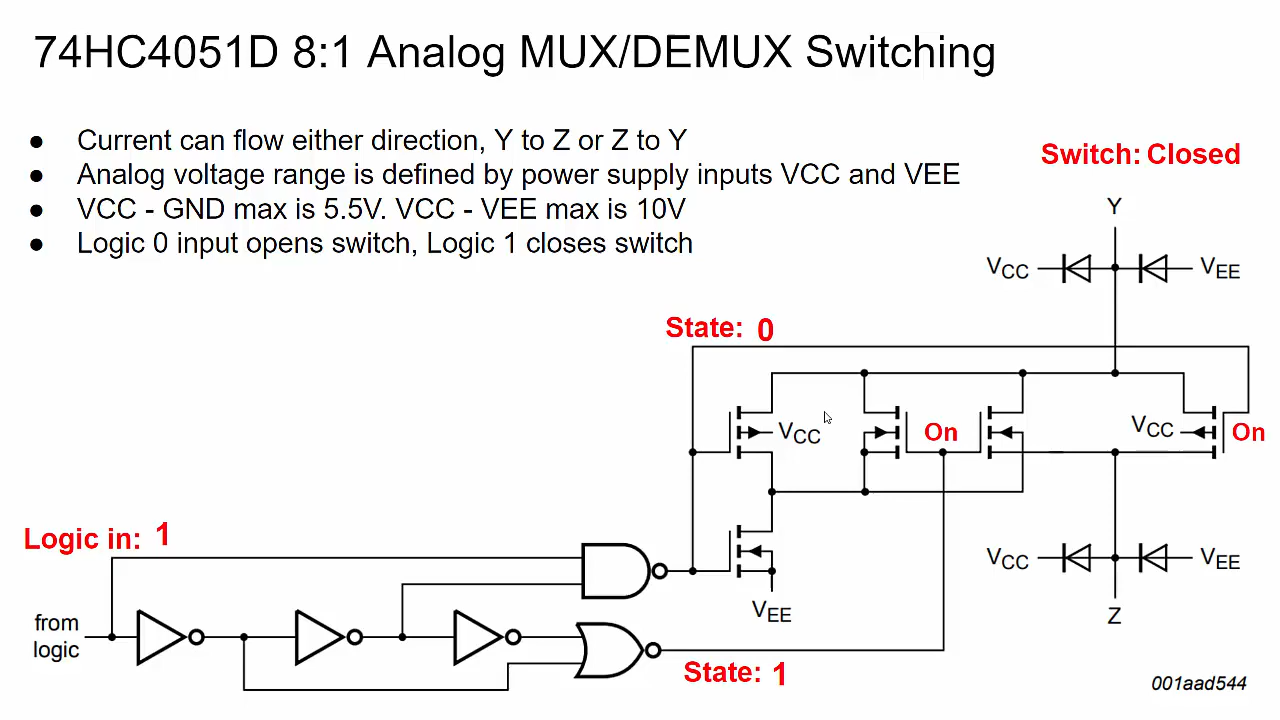 74HC4051D 8:1 Analog MUX/DEMUX Switching
● Current can flow either direction, Y to Z or Z to Y
● Analog voltage range is defined by power supply inputs VCC and VEE
● VCC - GND max is 5.5V. VCC - VEE max is 10V
● Logic 0 input opens switch, Logic 1 closes switch
Switch: Closed
Y
VCC VEE
State: 0
VCC On VCC On
Logic in: 1
VCC VEE
from
logic
VEE
Z
State: 1
001aad544